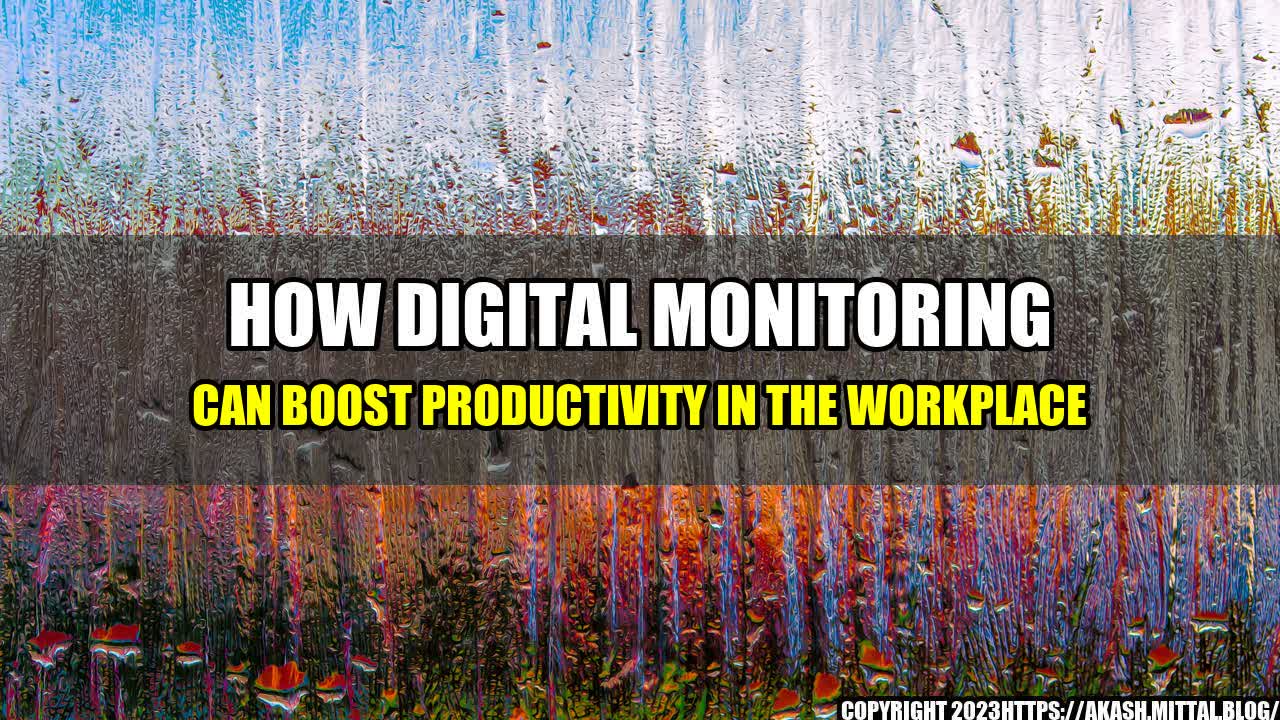 HOW DIGITAL MONITORING
CAN BOOST PRODUCTIVITY IN THE WORKPLACE
COPYRIGHT 2023HTTPS://AKASH.MITTAL.BLOG/